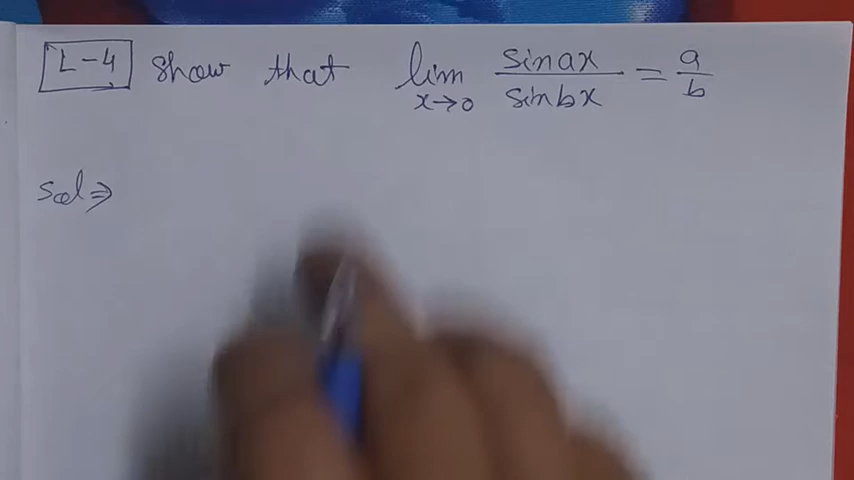 L-4 Show that lim x→0 sin ax / sin bx = a/b
Sol ⇒